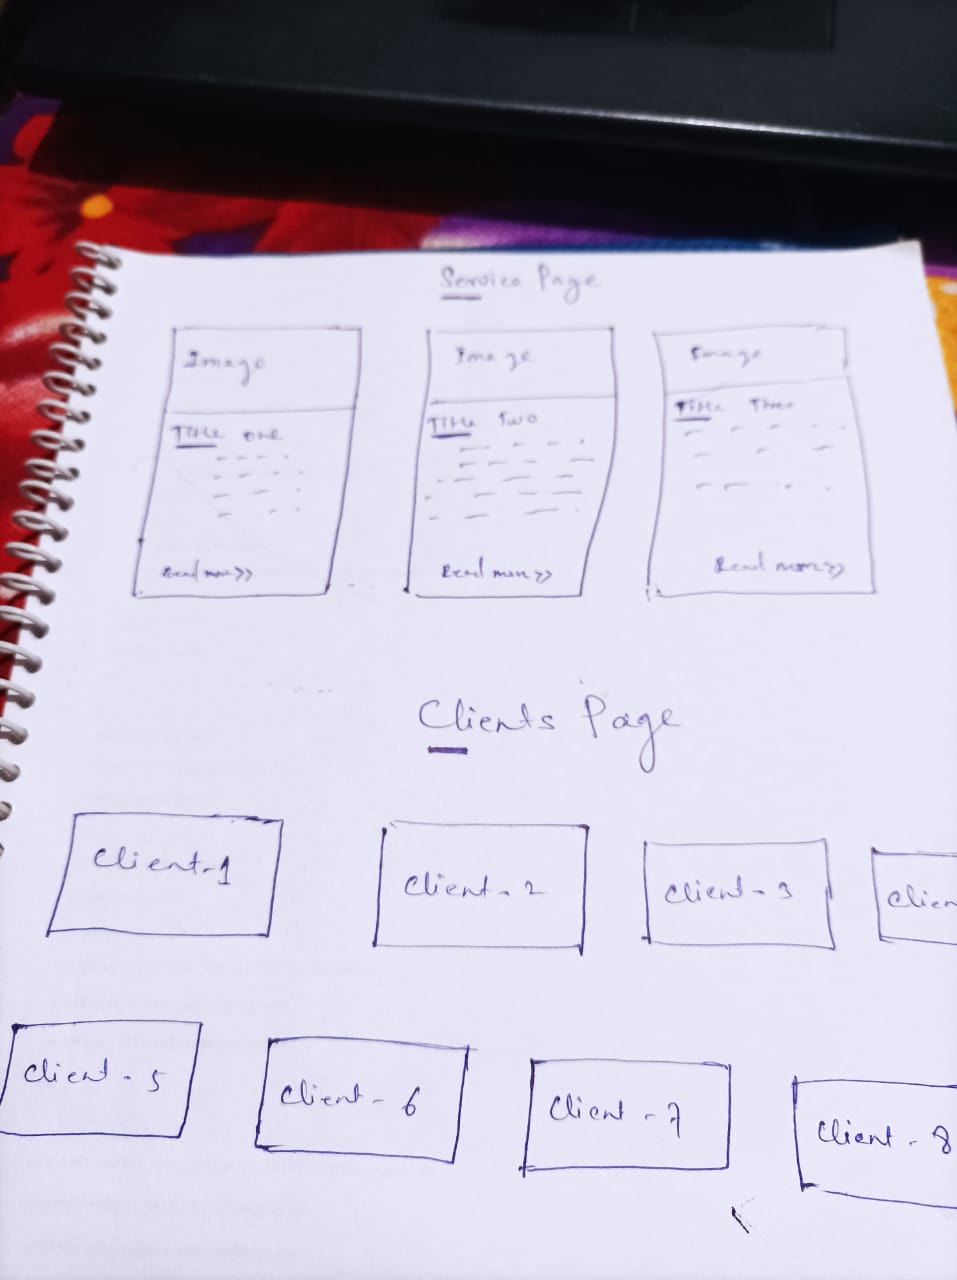 Service Page
Image
Image
Image
Title one
Title Two
Title Three
Read more>>
Read more>>
Read more>>
Clients Page
Client-1
Client-2
Client-3
Clien
Client-5
Client-6
Client-7
Client-8